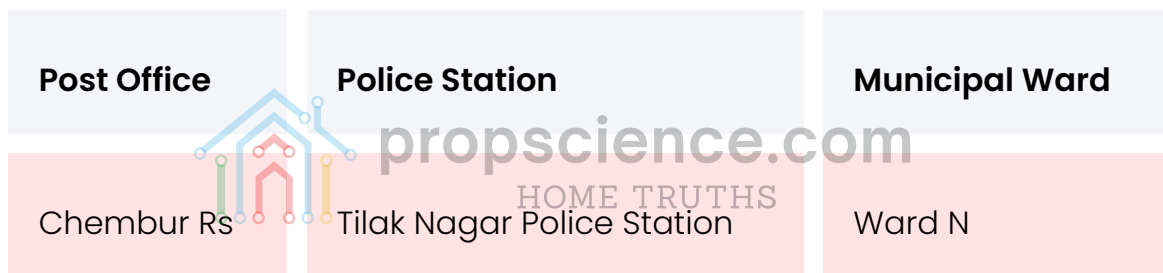 Post Office Police Station Municipal Ward
propscience.com
HOME TRUTHS
Chembur Rs Tilak Nagar Police Station Ward N